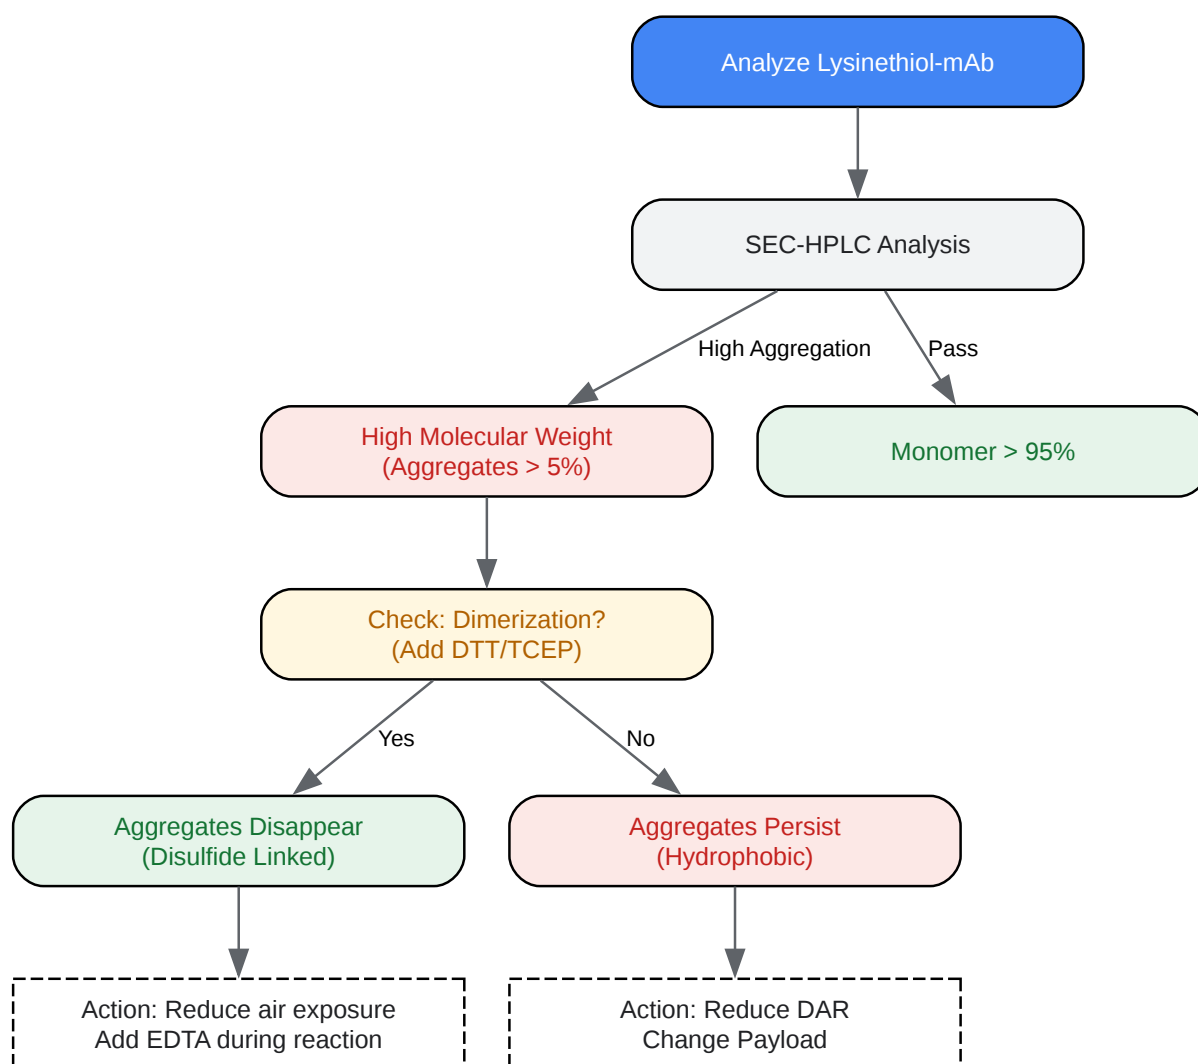 Analyze Lysinethiol-mAb
SEC-HPLC Analysis
High Aggregation
Pass
High Molecular Weight
(Aggregates > 5%)
Monomer > 95%
Check: Dimerization?
(Add DTT/TCEP)
Yes
No
Aggregates Disappear
(Disulfide Linked)
Aggregates Persist
(Hydrophobic)
Action: Reduce air exposure
Add EDTA during reaction
Action: Reduce DAR
Change Payload